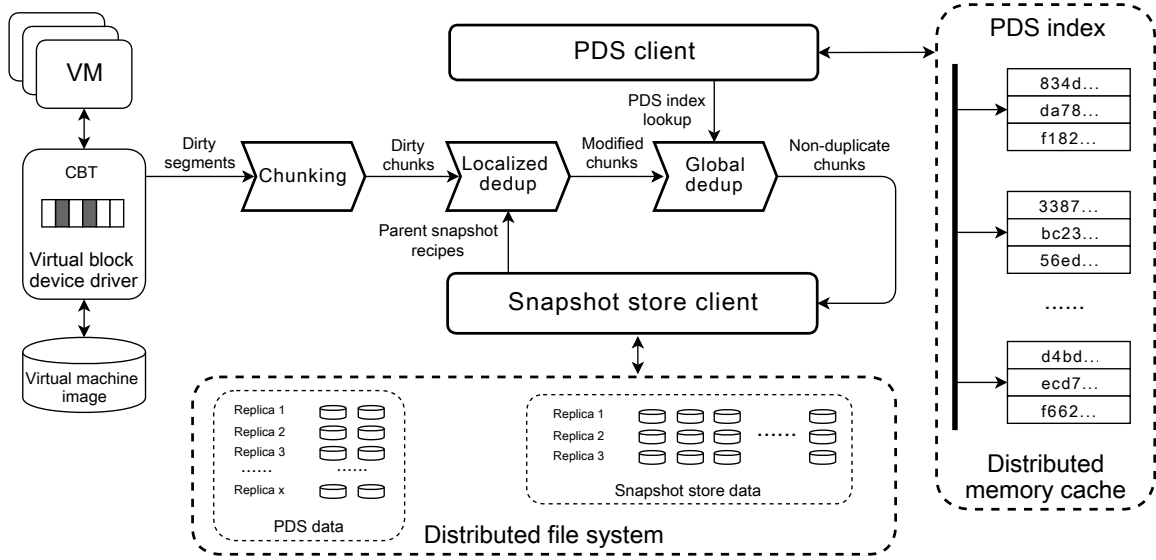 VM
CBT
Virtual block
device driver
Virtual machine
image
Dirty
segments
Chunking
Dirty
chunks
Localized
dedup
Modified
chunks
Global
dedup
Non-duplicate
chunks
PDS client
PDS index
lookup
Parent snapshot
recipes
Snapshot store client
Replica 1
Replica 2
Replica 3
...... ......
Replica x
PDS data
Replica 1
Replica 2
Replica 3
......
Snapshot store data
Distributed file system
PDS index
834d...
da78...
f182...
3387...
bc23...
56ed...
......
d4bd...
ecd7...
f662...
Distributed
memory cache